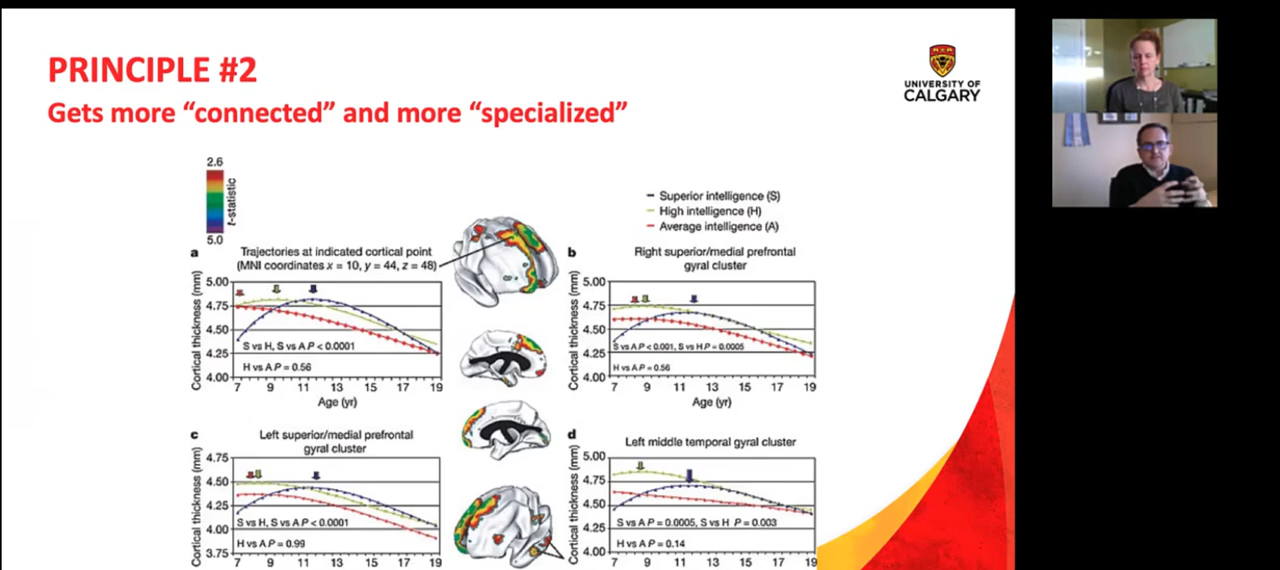 PRINCIPLE #2
Gets more “connected” and more “specialized”
UNIVERSITY OF
CALGARY
2.6
t-statistic
5.0
Superior intelligence (S)
High intelligence (H)
Average intelligence (A)
a
Trajectories at indicated cortical point
(MNI coordinates x = 10, y = 44, z = 48)
Cortical thickness (mm)
5.00
4.75
4.50
4.25
4.00
S vs H, S vs A P < 0.0001
H vs A P = 0.56
7 9 11 13 15 17 19
Age (yr)
b
Right superior/medial prefrontal
gyral cluster
Cortical thickness (mm)
5.00
4.75
4.50
4.25
4.00
S vs A P < 0.001, S vs H P = 0.0005
H vs A P = 0.56
7 9 11 13 15 17 19
Age (yr)
c
Left superior/medial prefrontal
gyral cluster
Cortical thickness (mm)
4.75
4.50
4.25
4.00
3.75
S vs H, S vs A P < 0.0001
H vs A P = 0.99
7 9 11 13 15 17 19
d
Left middle temporal gyral cluster
Cortical thickness (mm)
5.00
4.75
4.50
4.25
4.00
S vs A P = 0.0005, S vs H P = 0.003
H vs A P = 0.14
7 9 11 13 15 17 19